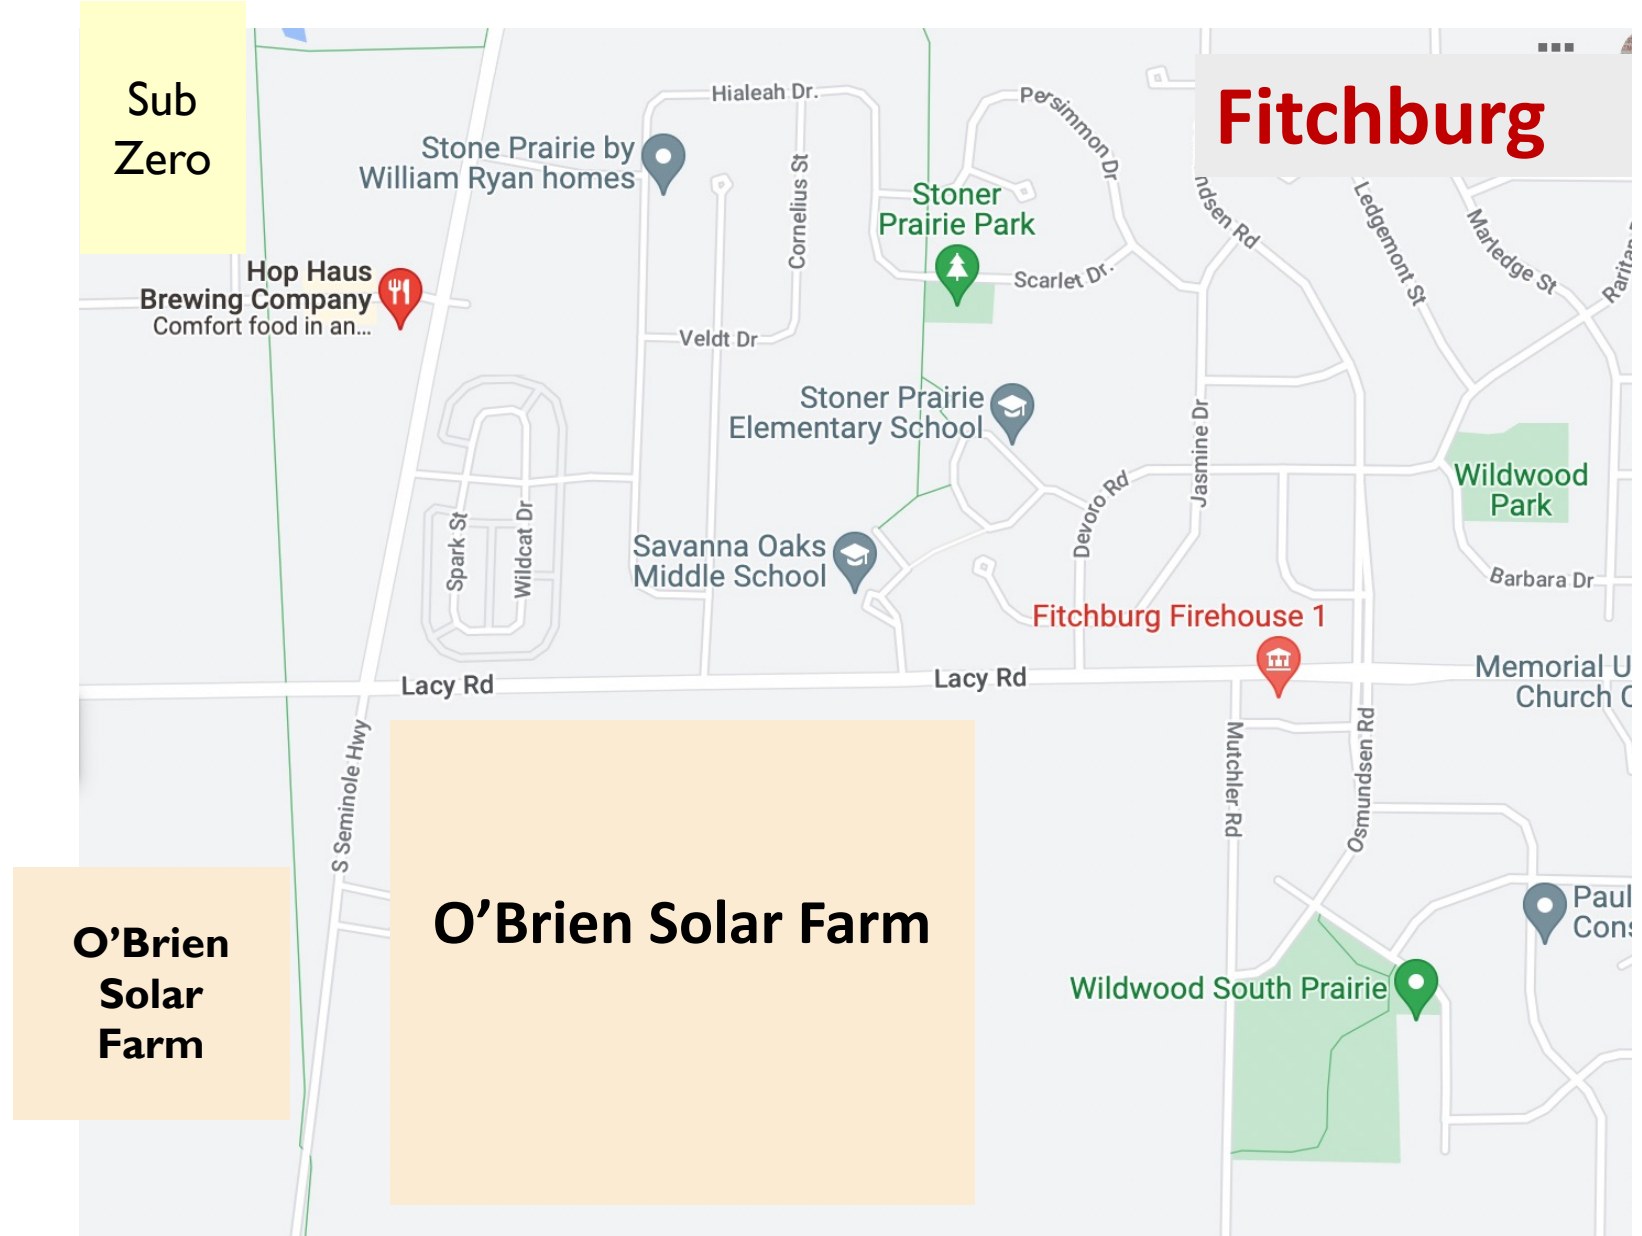 Sub
Zero
Fitchburg
Hialeah Dr.
Persimmon Dr
Stone Prairie by
William Ryan homes
Cornelius St
Stoner
Prairie Park
ndsen Rd
Ledgemont St
Marledge St
Raritan
Hop Haus
Brewing Company
Comfort food in an...
Scarlet Dr.
Veldt Dr
Stoner Prairie
Elementary School
Jasmine Dr
Wildwood
Park
Devoro Rd
Spark St
Wildcat Dr
Savanna Oaks
Middle School
Barbara Dr
Fitchburg Firehouse 1
Lacy Rd
Lacy Rd
Memorial U
Church C
S Seminole Hwy
Mutchler Rd
Osmundsen Rd
O’Brien
Solar
Farm
O’Brien Solar Farm
Paul
Cons
Wildwood South Prairie